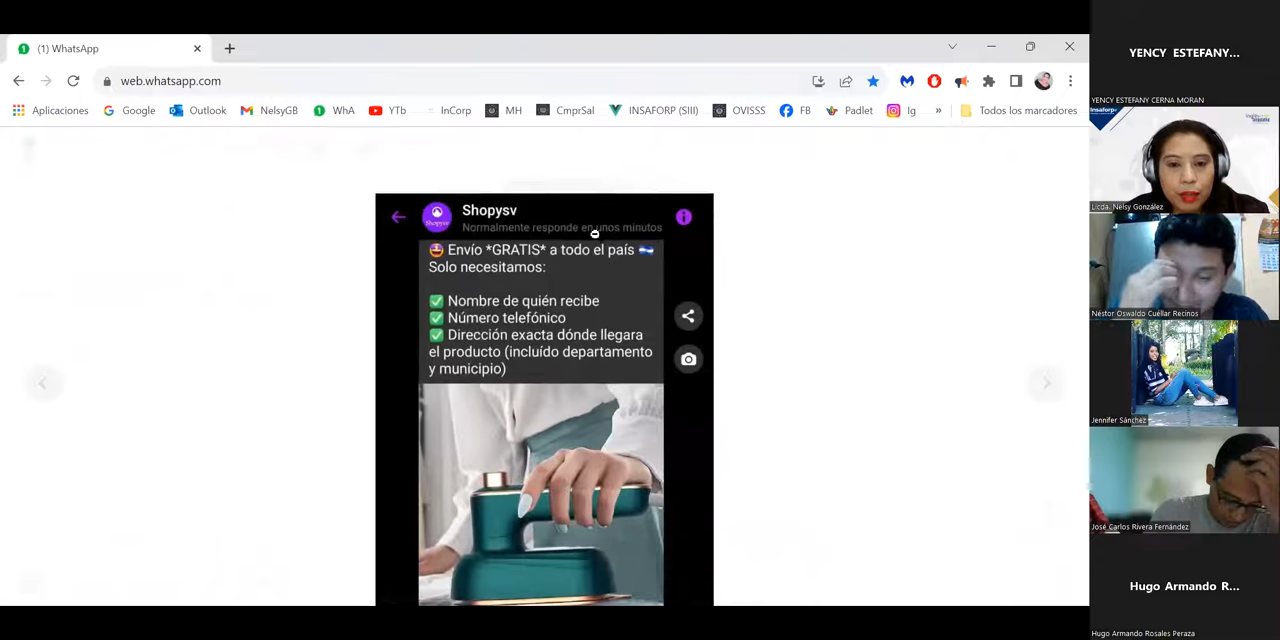 (1) WhatsApp
web.whatsapp.com
Aplicaciones
Google
Outlook
NelsyGB
WhA
YTb
InCorp
MH
CmprSal
INSAFORP (SIII)
OVISSS
FB
Padlet
Ig
»
Todos los marcadores
Shopysv
Normalmente responde en unos minutos
🤩 Envío *GRATIS* a todo el país 🇸🇻
Solo necesitamos:
✅ Nombre de quién recibe
✅ Número telefónico
✅ Dirección exacta dónde llegara
el producto (incluído departamento
y municipio)
YENCY ESTEFANY...
YENCY ESTEFANY CERNA MORAN
Insaforp
Licda. Nelsy González
Néstor Oswaldo Cuéllar Recinos
Jennifer Sánchez
José Carlos Rivera Fernández
Hugo Armando R...
Hugo Armando Rosales Peraza